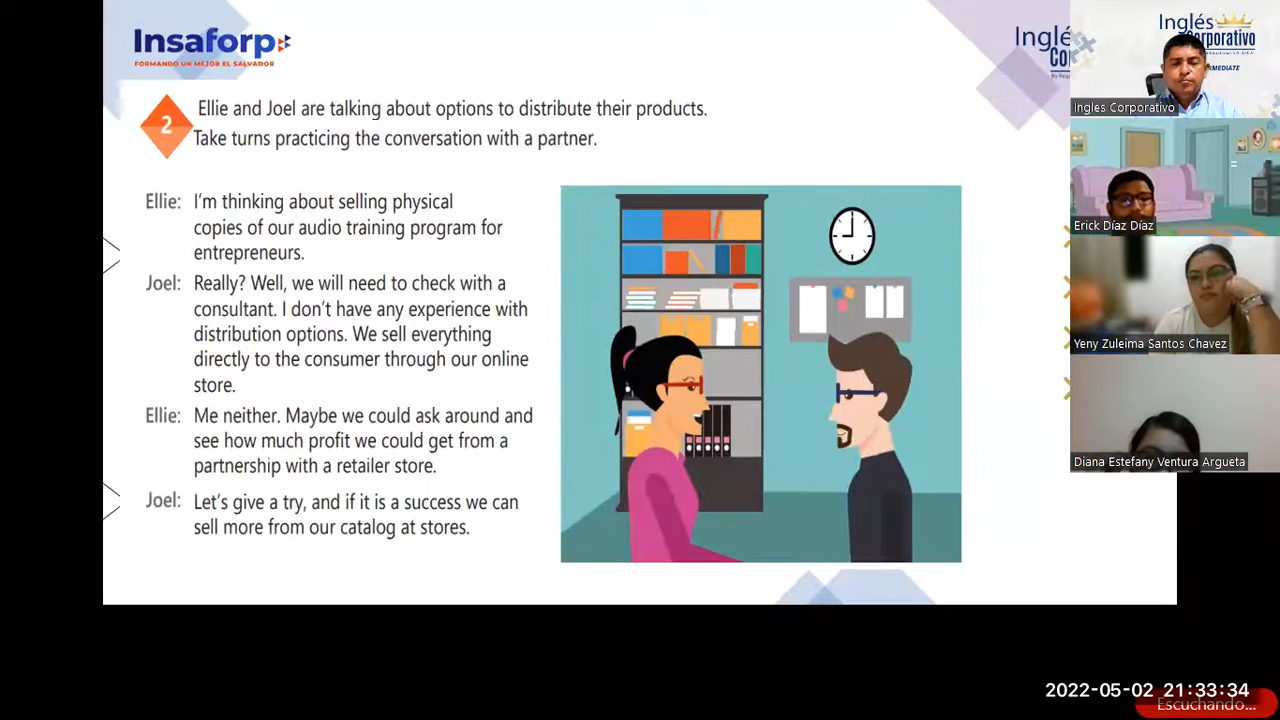 Insaforp
FORMANDO UN MEJOR EL SALVADOR
2
Ellie and Joel are talking about options to distribute their products.
Take turns practicing the conversation with a partner.
Ellie: I'm thinking about selling physical
copies of our audio training program for
entrepreneurs.
Joel: Really? Well, we will need to check with a
consultant. I don't have any experience with
distribution options. We sell everything
directly to the consumer through our online
store.
Ellie: Me neither. Maybe we could ask around and
see how much profit we could get from a
partnership with a retailer store.
Joel: Let's give a try, and if it is a success we can
sell more from our catalog at stores.
Inglés
Corporativo
Ingles Corporativo
Erick Díaz Díaz
Yeny Zuleima Santos Chavez
Diana Estefany Ventura Argueta
2022-05-02 21:33:34
Escuchando...